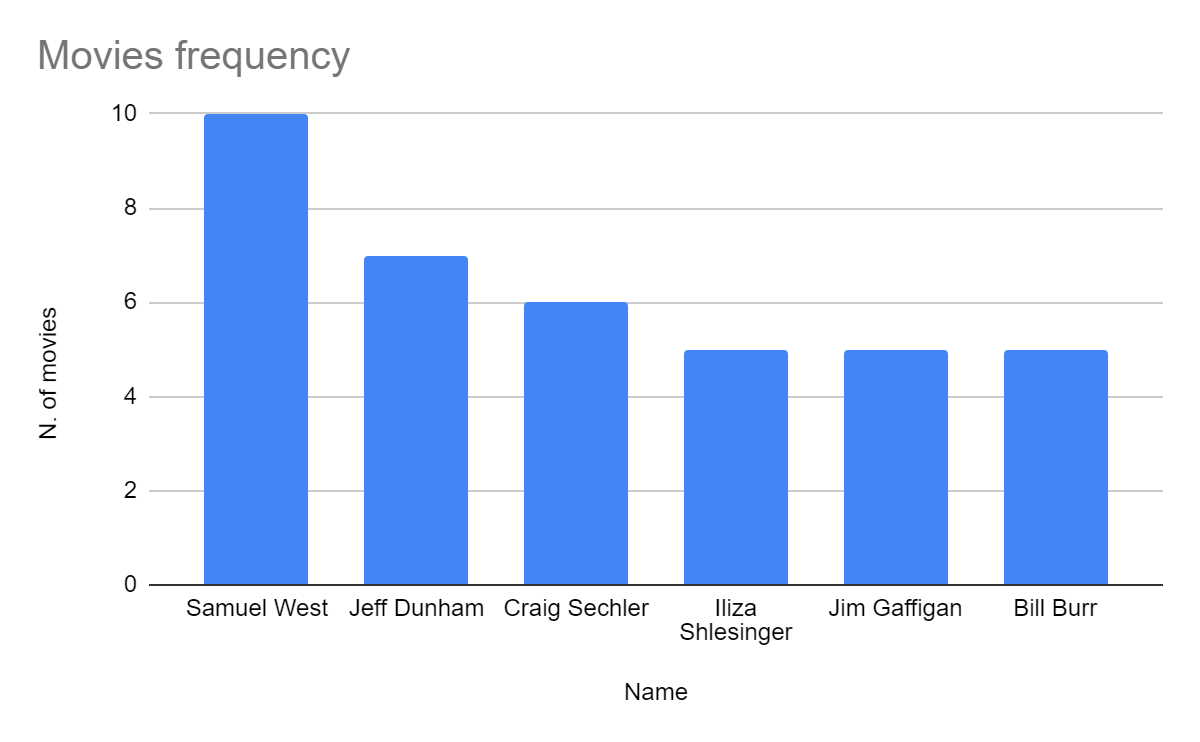 Movies frequency
10
8
6
4
2
0
N. of movies
Samuel West
Jeff Dunham
Craig Sechler
Iliza
Shlesinger
Jim Gaffigan
Bill Burr
Name